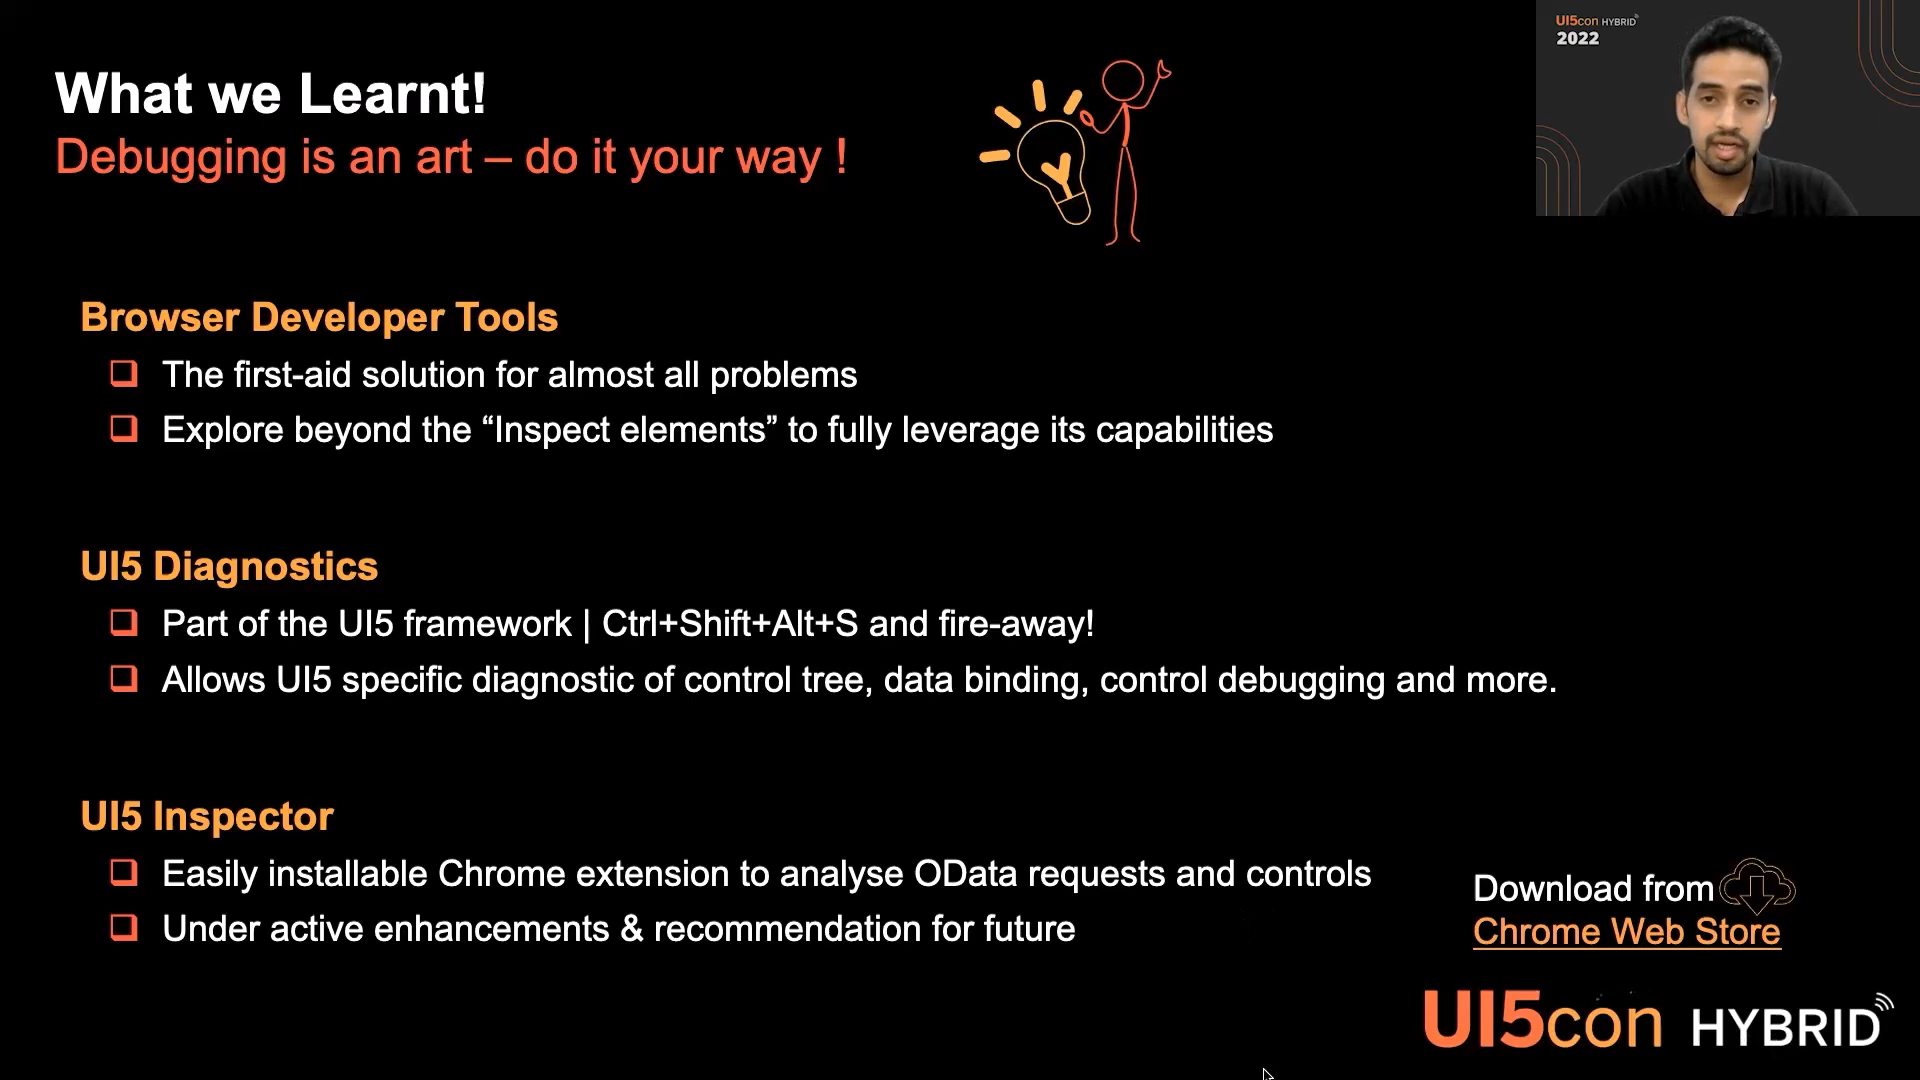 What we Learnt!
Debugging is an art – do it your way !
UI5con HYBRID
2022
Browser Developer Tools
The first-aid solution for almost all problems
Explore beyond the “Inspect elements” to fully leverage its capabilities
UI5 Diagnostics
Part of the UI5 framework | Ctrl+Shift+Alt+S and fire-away!
Allows UI5 specific diagnostic of control tree, data binding, control debugging and more.
UI5 Inspector
Easily installable Chrome extension to analyse OData requests and controls
Under active enhancements & recommendation for future
Download from
Chrome Web Store
UI5con HYBRID